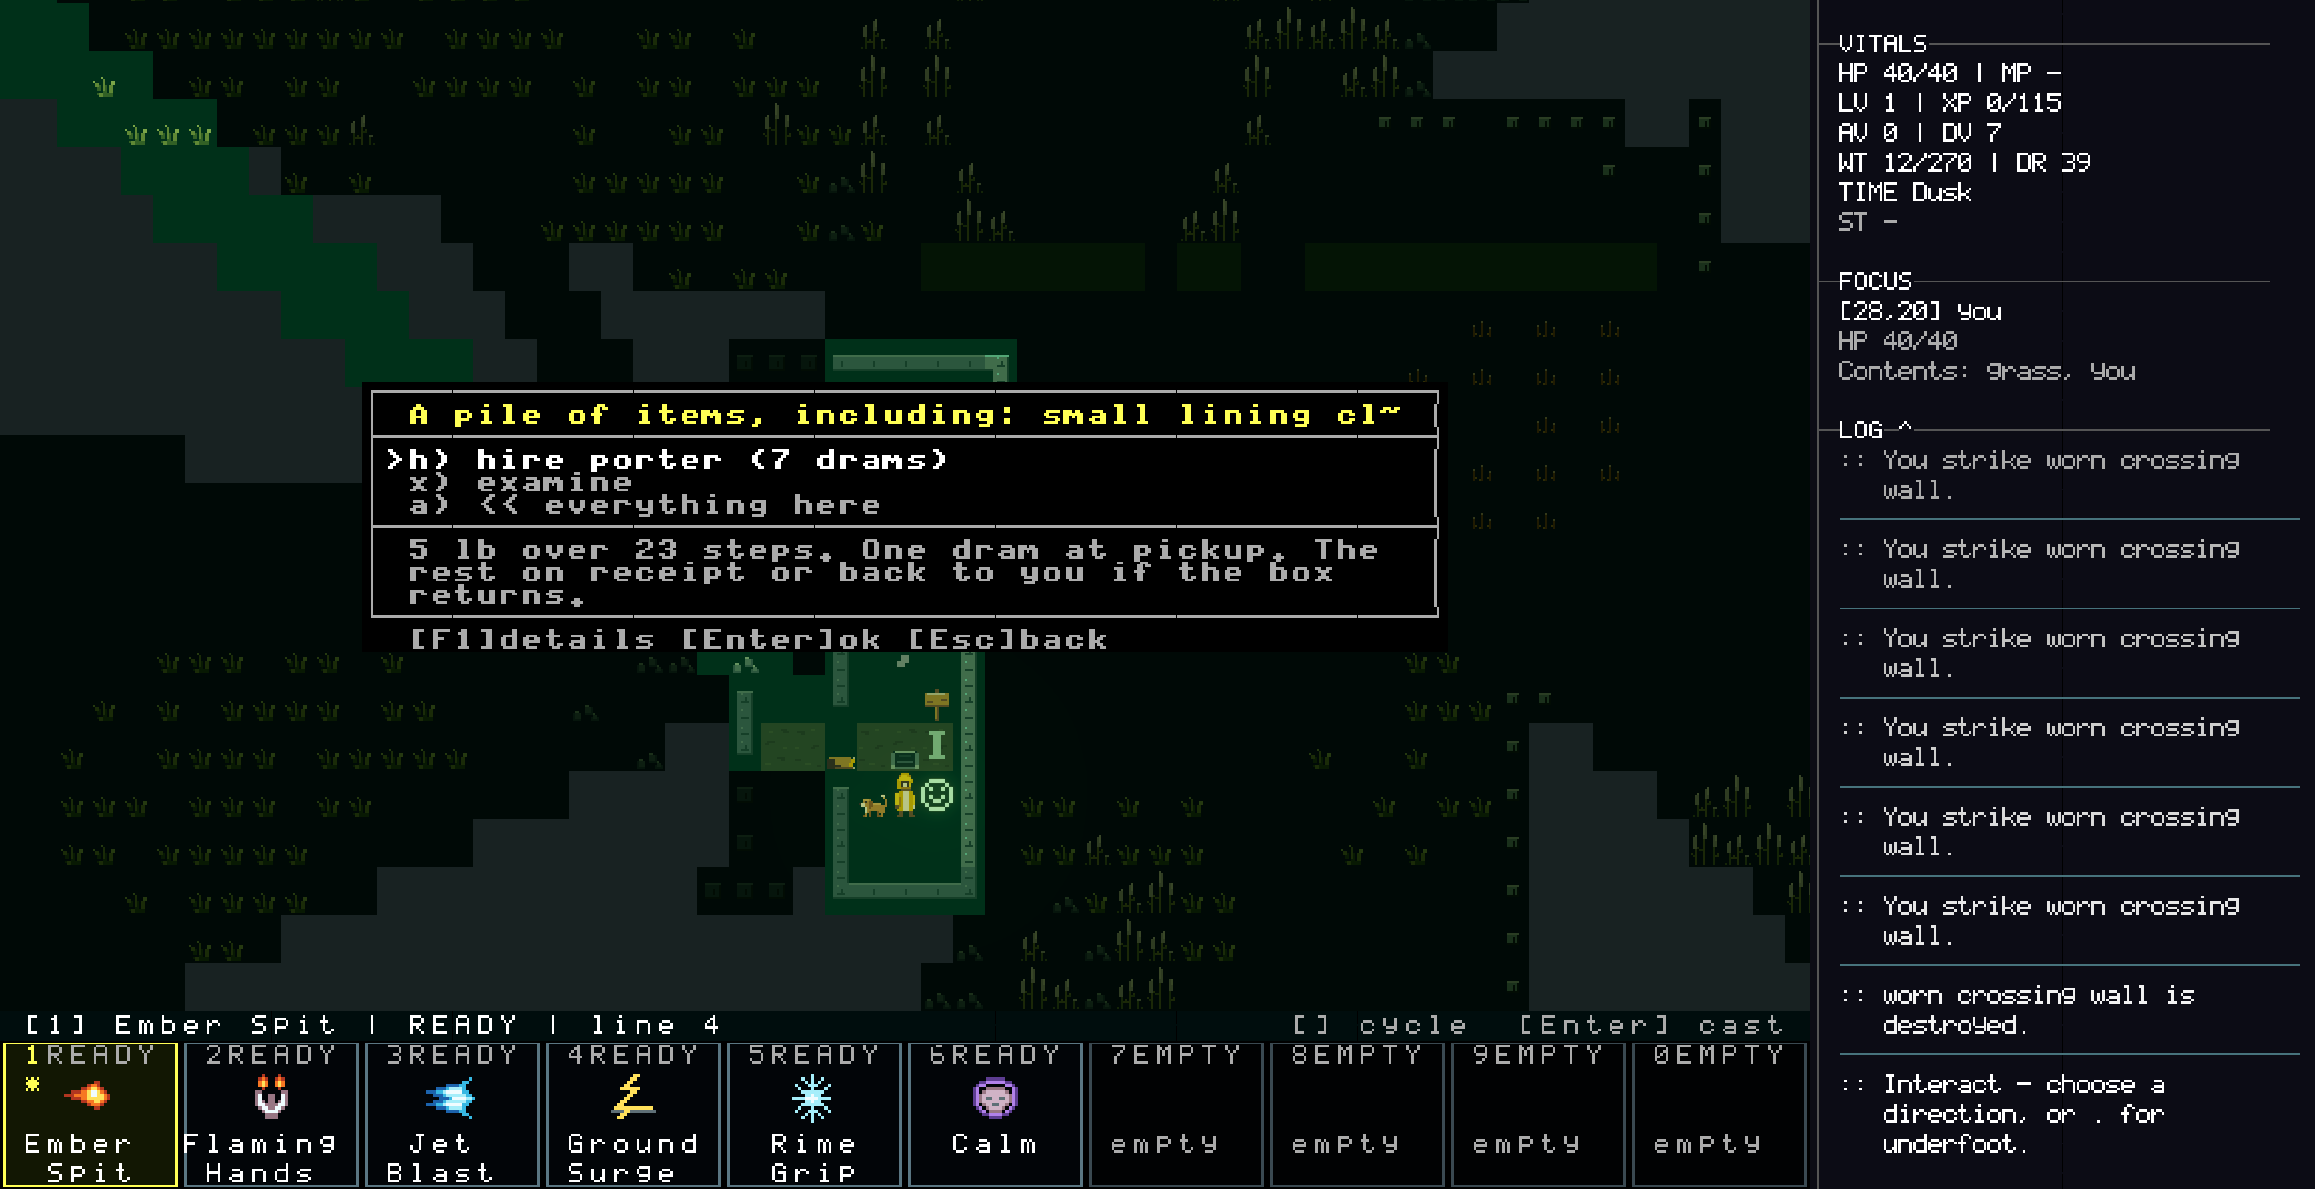 VITALS
HP 40/40 | MP -
LV 1 | XP 0/115
AV 0 | DV 7
WT 12/270 | DR 39
TIME Dusk
ST -
FOCUS
[28,20] you
HP 40/40
Contents: grass, you
LOG ^
:: You strike worn crossing
wall.
:: You strike worn crossing
wall.
:: You strike worn crossing
wall.
:: You strike worn crossing
wall.
:: You strike worn crossing
wall.
:: You strike worn crossing
wall.
:: worn crossing wall is
destroyed.
:: Interact - choose a
direction, or . for
underfoot.
A pile of items, including: small lining cl~
>h) hire porter (7 drams)
x) examine
a) << everything here
5 lb over 23 steps. One dram at pickup. The
rest on receipt or back to you if the box
returns.
[F1]details [Enter]ok [Esc]back
[1] Ember Spit | READY | line 4
[] cycle [Enter] cast
1READY 2READY 3READY 4READY 5READY 6READY 7EMPTY 8EMPTY 9EMPTY 0EMPTY
Ember Flaming Jet Ground Rime Calm empty empty empty empty
Spit Hands Blast Surge Grip